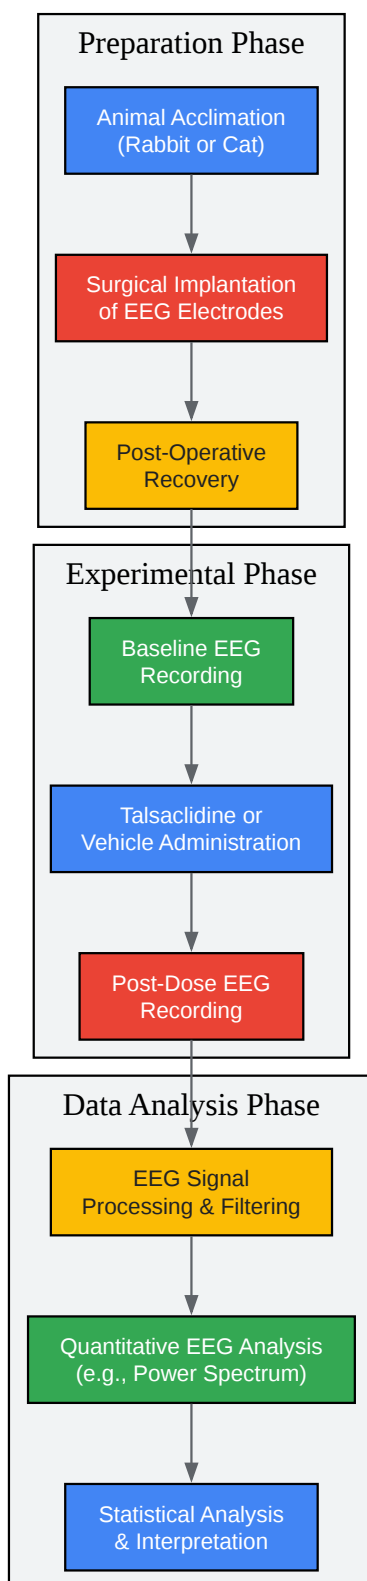 Preparation Phase
Animal Acclimation
(Rabbit or Cat)
Surgical Implantation
of EEG Electrodes
Post-Operative
Recovery
Experimental Phase
Baseline EEG
Recording
Talsaclidine or
Vehicle Administration
Post-Dose EEG
Recording
Data Analysis Phase
EEG Signal
Processing & Filtering
Quantitative EEG Analysis
(e.g., Power Spectrum)
Statistical Analysis
& Interpretation